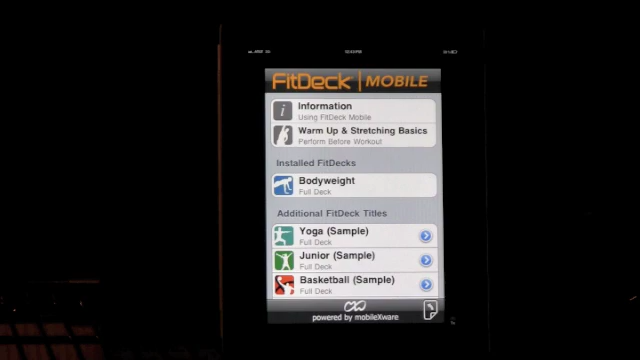 FitDeck | MOBILE
Information
Using FitDeck Mobile
Warm Up & Stretching Basics
Perform Before Workout
Installed FitDecks
Bodyweight
Full Deck
Additional FitDeck Titles
Yoga (Sample)
Full Deck
Junior (Sample)
Full Deck
Basketball (Sample)
Full Deck
powered by mobileXware